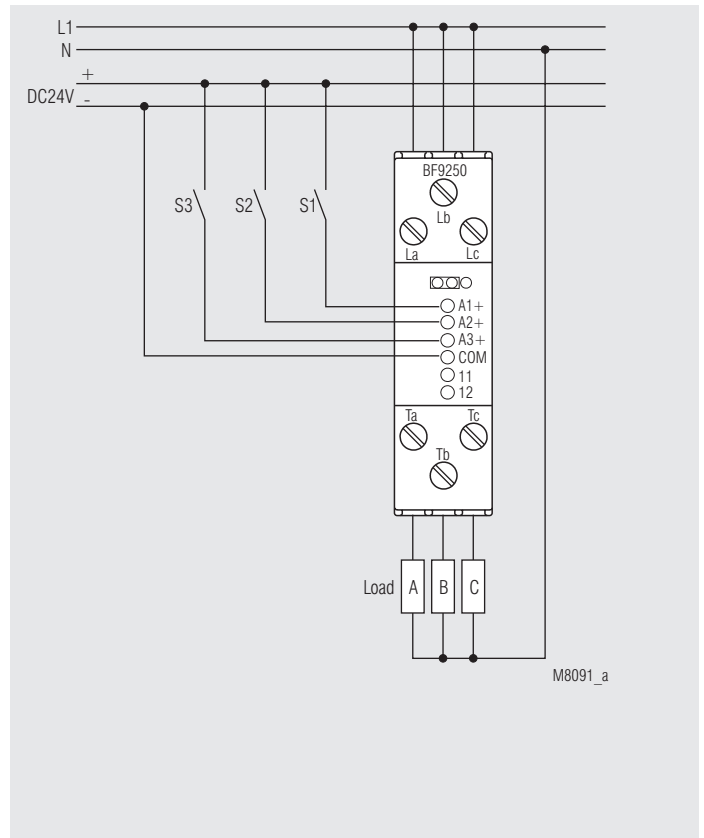 L1
N
+
DC24V -
BF9250
Lb
La Lc
S3 S2 S1
A1+
A2+
A3+
COM
11
12
Ta Tc
Tb
Load A B C
M8091_a